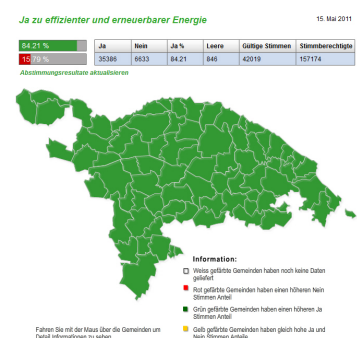 Ja zu effizienter und erneuerbarer Energie
15. Mai 2011
84.21 %
15.79 %
Ja Nein Ja % Leere Gültige Stimmen Stimmberechtigte
35386 6633 84.21 846 42019 157174
Abstimmungsresultate aktualisieren
Information:
Weiss gefärbte Gemeinden haben noch keine Daten
geliefert
Rot gefärbte Gemeinden haben einen höheren Nein
Stimmen Anteil
Grün gefärbte Gemeinden haben einen höheren Ja
Stimmen Anteil
Fahren Sie mit der Maus über die Gemeinden um
Detail Informationen zu sehen
Gelb gefärbte Gemeinden haben gleich hohe Ja und
Nein Stimmen Anteile